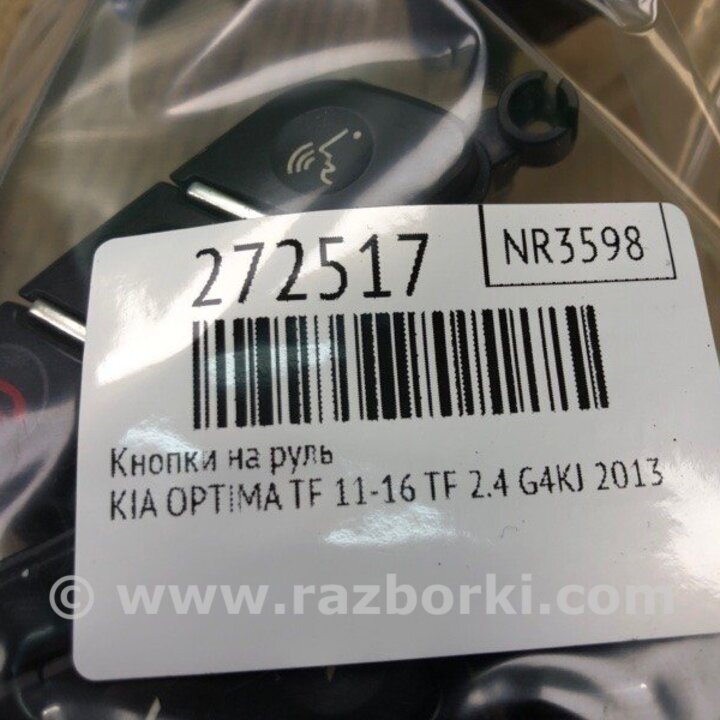 272517
NR3598
Кнопки на руль
KIA OPTIMA TF 11-16 TF 2.4 G4KJ 2013
© www.razborki.com